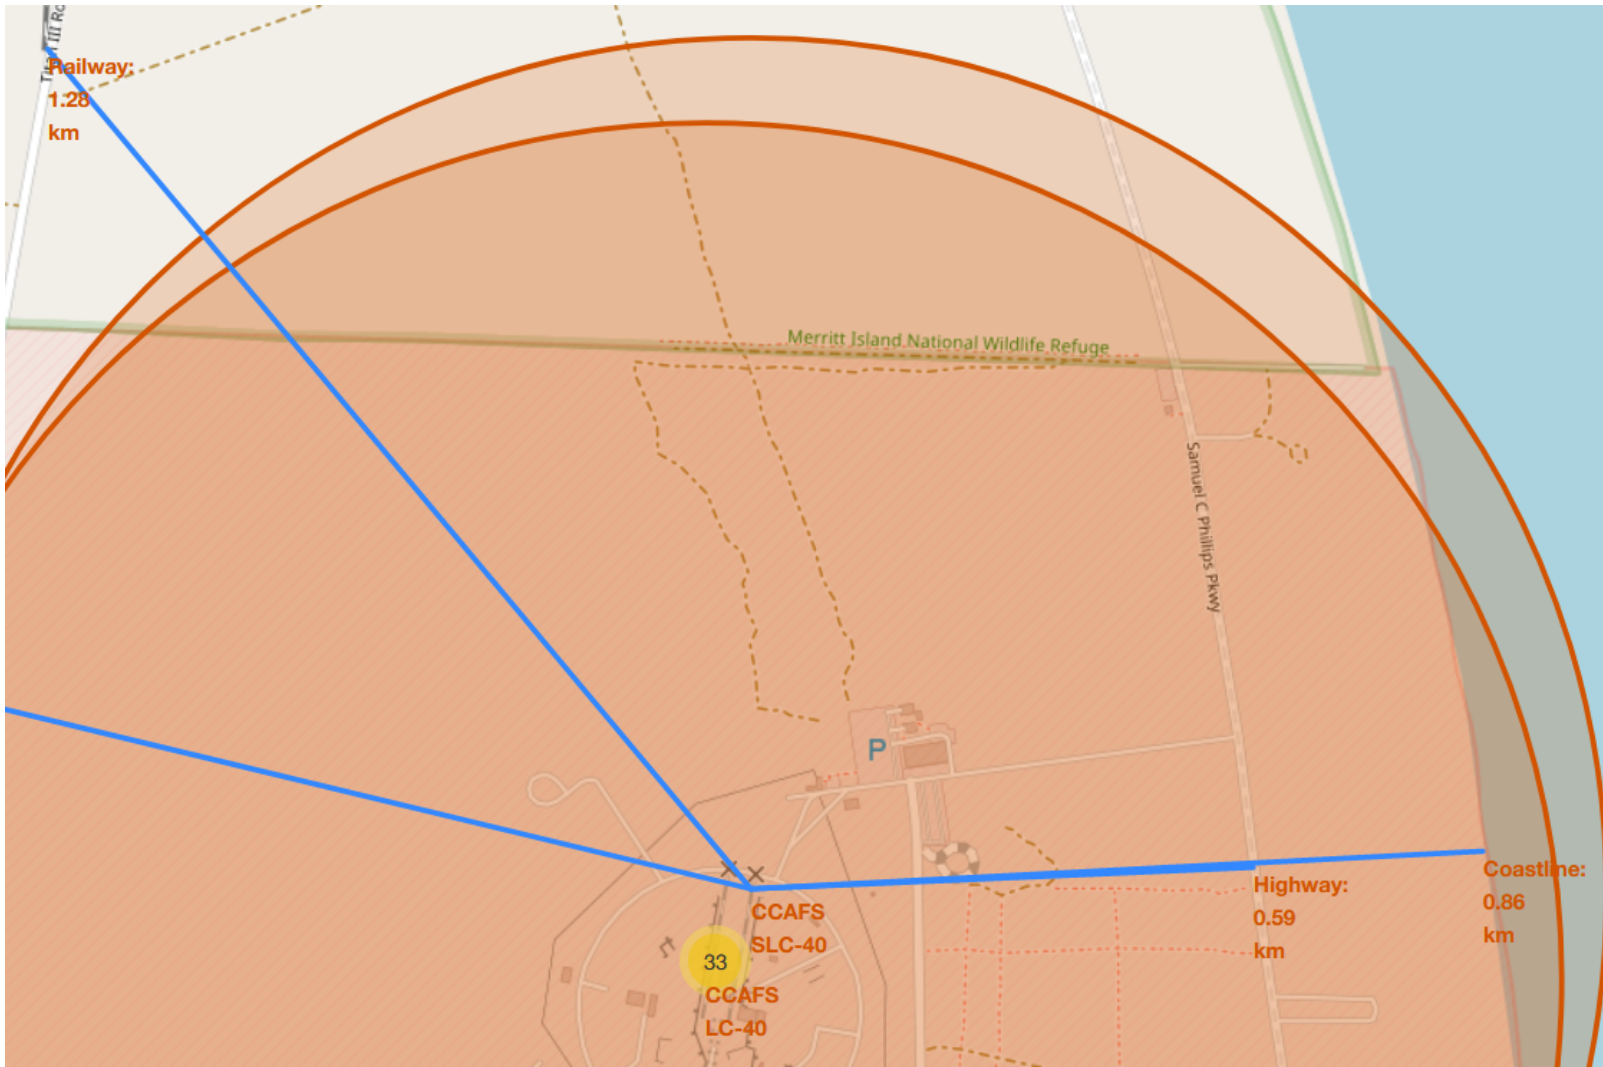 Railway:
1.28
km
Merritt Island National Wildlife Refuge
Samuel C Phillips Pkwy
P
CCAFS
SLC-40
33
CCAFS
LC-40
Highway:
0.59
km
Coastline:
0.86
km